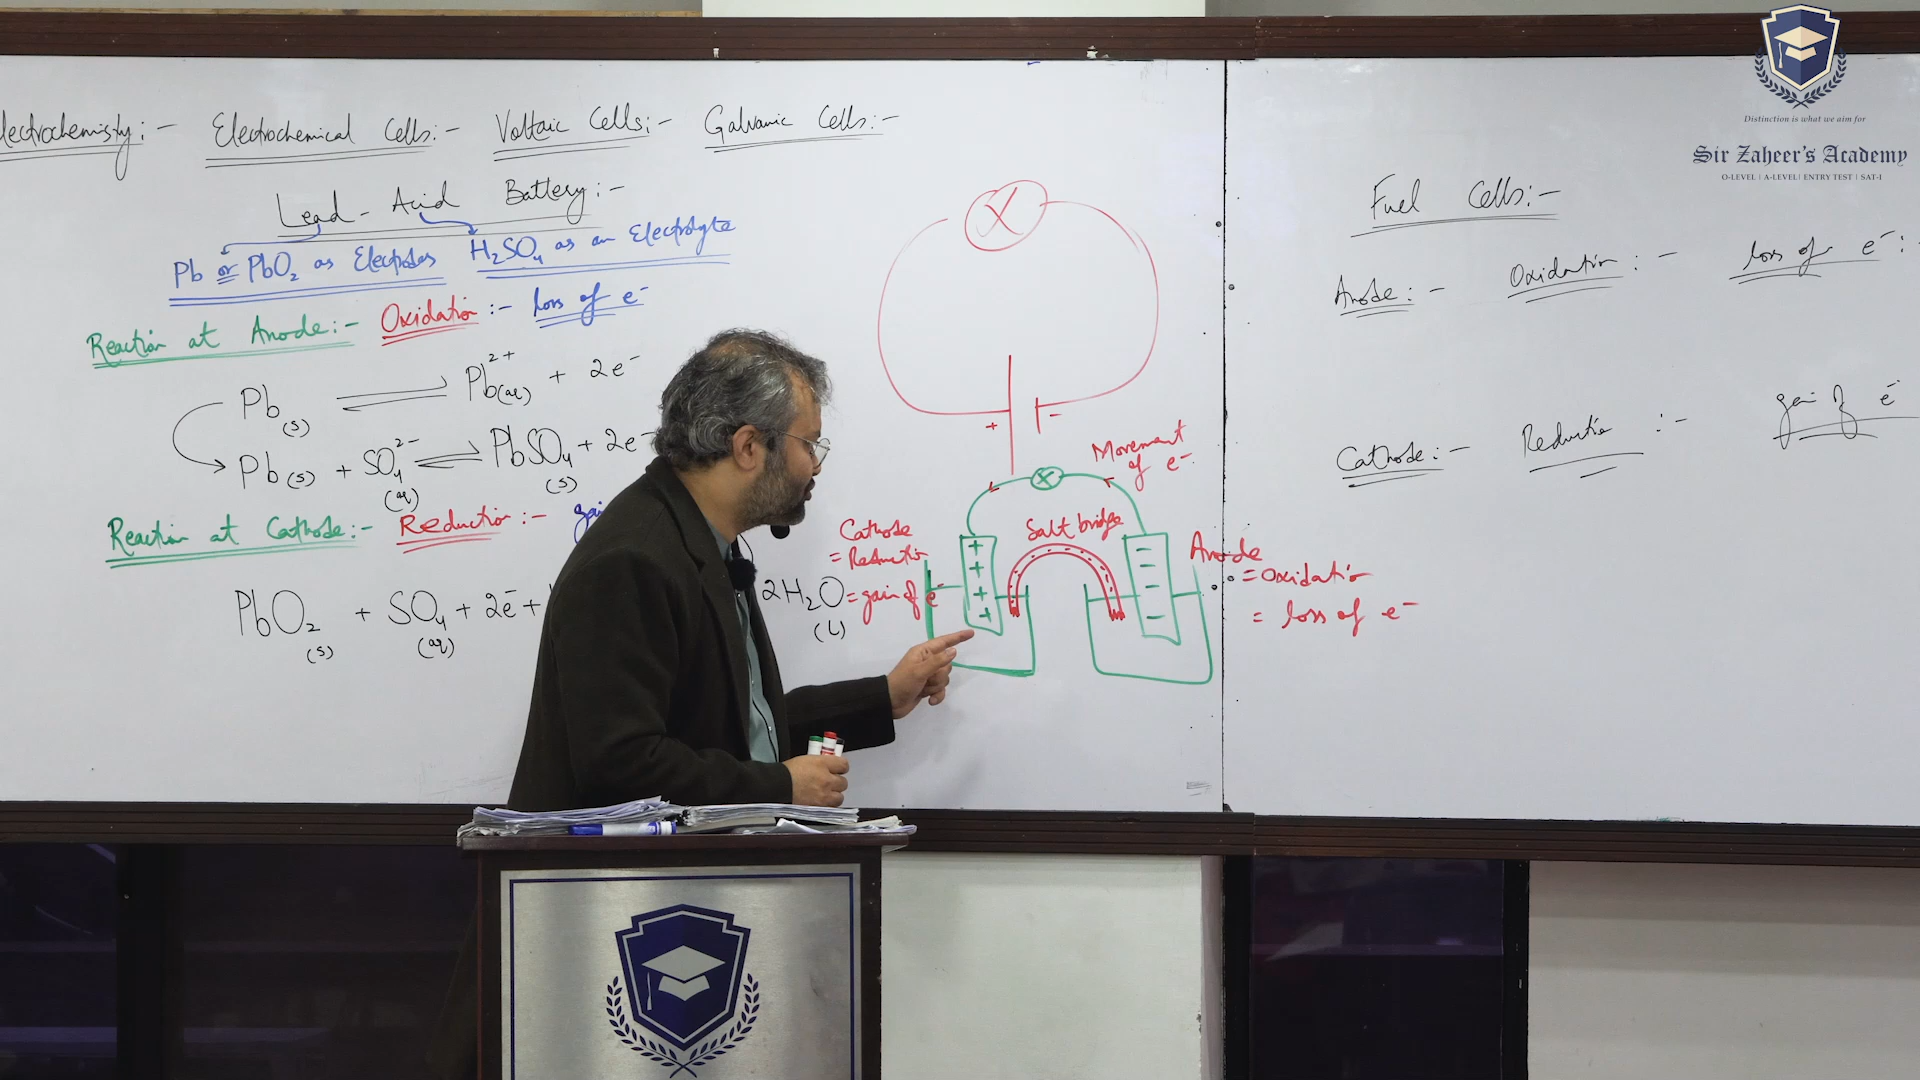 lectrochemisty:- Electrochemical Cells:- Voltaic Cells:- Galvanic Cells:-
Lead-Acid Battery:-
Pb or PbO2 as Electrodes H2SO4 as an Electrolyte
Reaction at Anode:- Oxidation:- loss of e-
Pb(s) ⇌ Pb2+(aq) + 2e-
Pb(s) + SO4 2-(aq) ⇌ PbSO4(s) + 2e-
Reaction at Cathode:- Reduction:- gai
PbO2(s) + SO4(aq) + 2e- +
2H2O(l)
X
+ -
Movement
of e-
X
Salt bridge
Cathode
= Reduction
= gain of e-
+
+
+
+
-
-
-
-
Anode
= Oxidation
= loss of e-
Fuel Cells:-
Anode:- Oxidation:- loss of e-:
Cathode:- Reductio :- gain of e-
Distinction is what we aim for
Sir Zaheer's Academy
O-LEVEL | A-LEVEL| ENTRY TEST | SAT-I